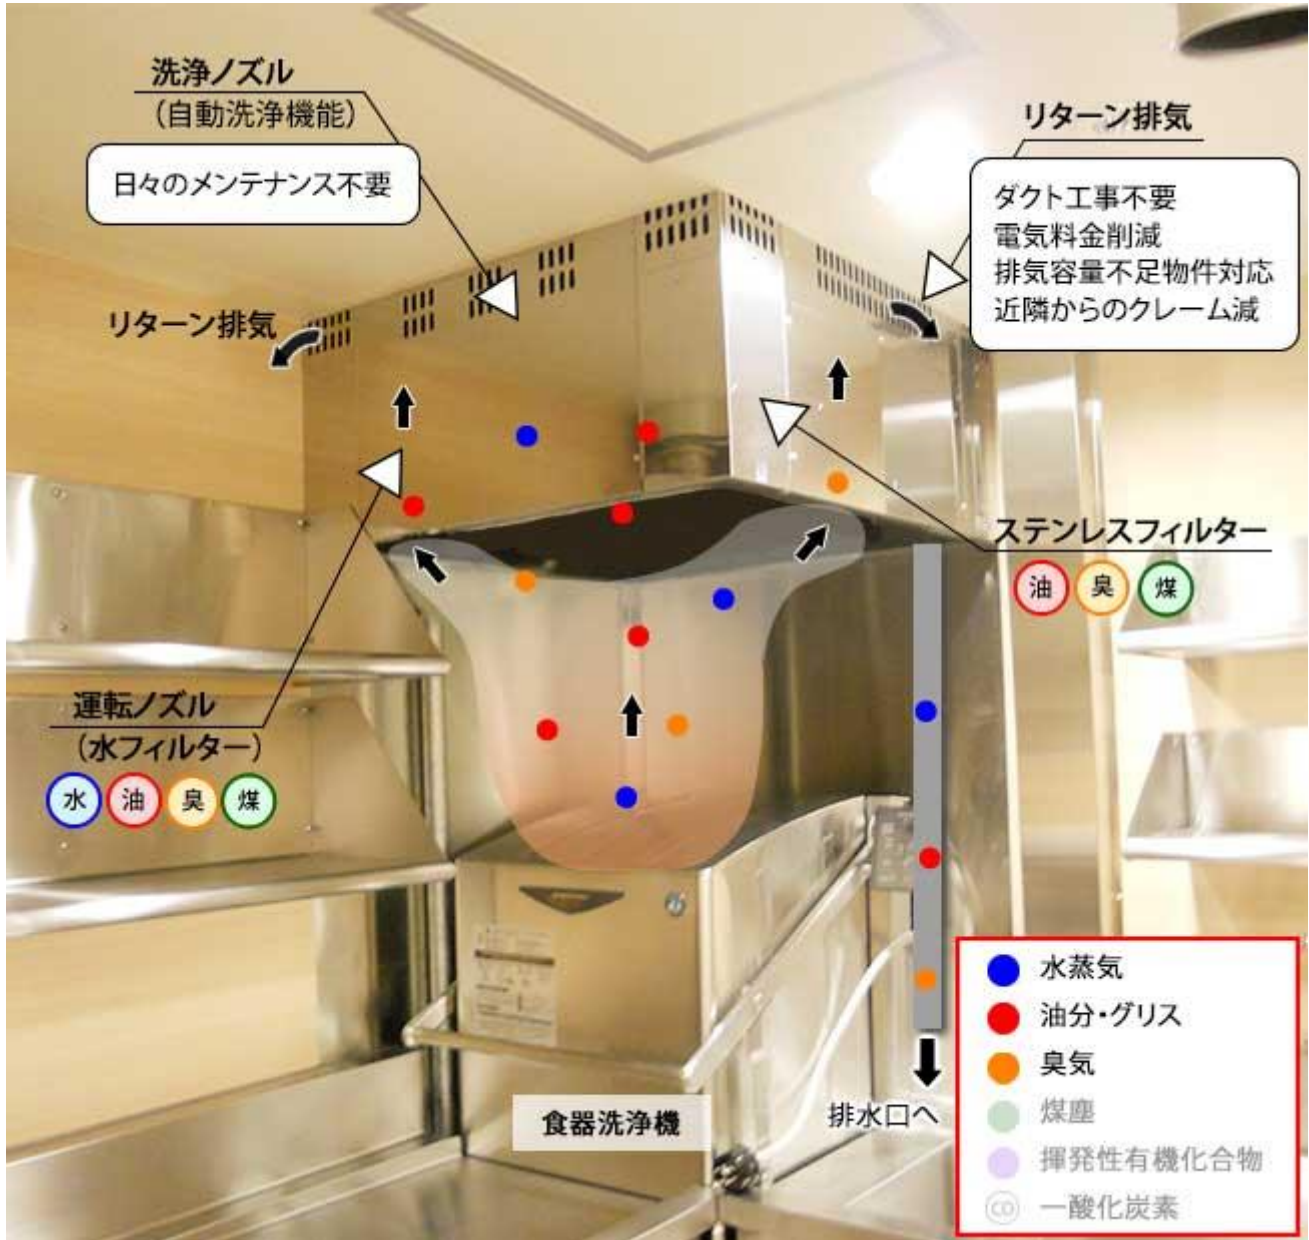 洗浄ノズル
（自動洗浄機能）
日々のメンテナンス不要
リターン排気
ダクト工事不要
電気料金削減
排気容量不足物件対応
近隣からのクレーム減
リターン排気
ステンレスフィルター
油 臭 煤
運転ノズル
（水フィルター）
水 油 臭 煤
水蒸気
油分・グリス
臭気
煤塵
揮発性有機化合物
CO 一酸化炭素
食器洗浄機
排水口へ